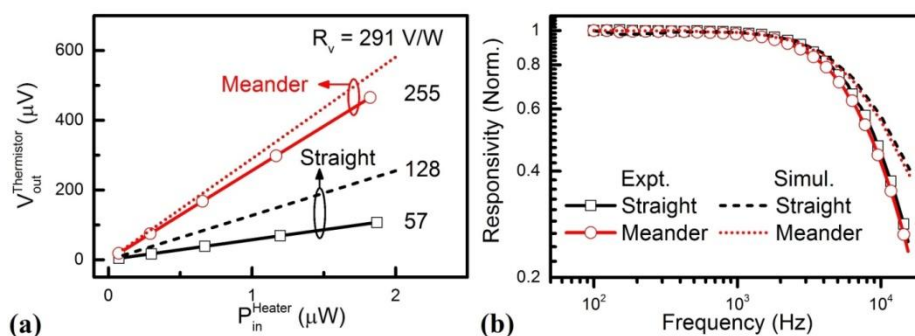 600
400
200
0
V_out^Thermistor (μV)
R_v = 291 V/W
Meander
255
Straight
128
57
0
1
2
P_in^Heater (μW)
(a)
1
0.8
0.6
0.4
0.2
Responsivity (Norm.)
Expt. Simul.
Straight Straight
Meander Meander
10^2
10^3
10^4
Frequency (Hz)
(b)